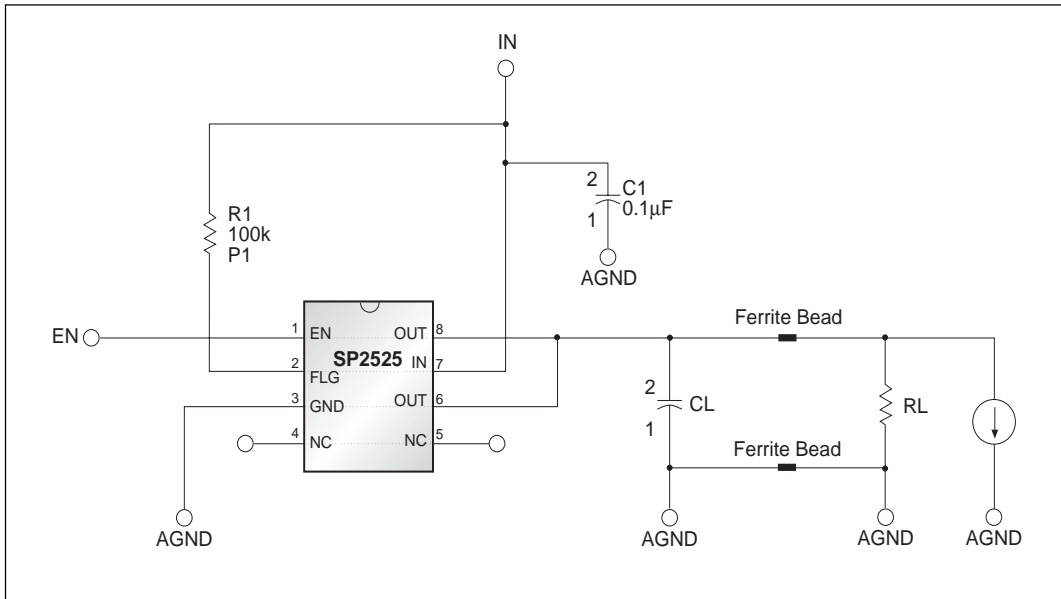 IN
R1
100k
P1
2
C1
0.1µF
1
AGND
EN
1
EN
OUT
8
SP2525
2
FLG
IN
7
3
GND
OUT
6
4
NC
NC
5
AGND
Ferrite Bead
2
CL
1
RL
Ferrite Bead
AGND
AGND
AGND